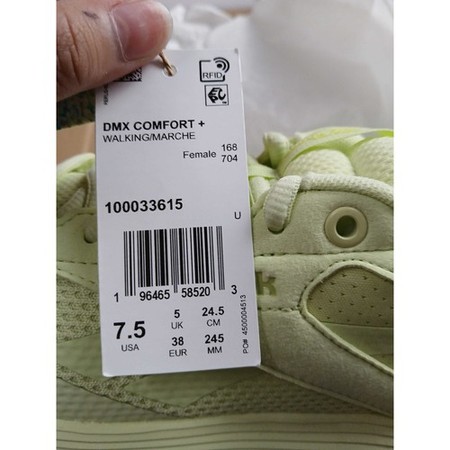 RFID
DMX COMFORT +
WALKING/MARCHE
Female 168
704
100033615
U
1 96465 58520 3
7.5
USA
5
UK
24.5
CM
38
EUR
245
MM
PO# 4500004513
k